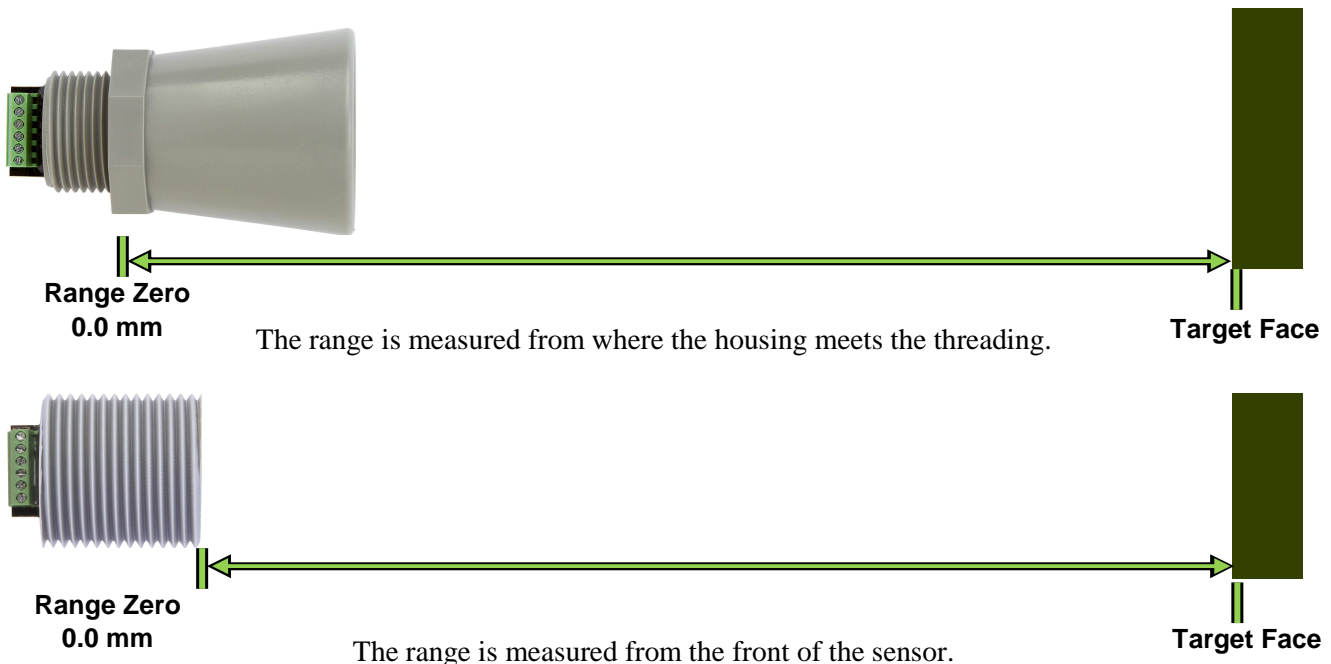 Range Zero
0.0 mm
The range is measured from where the housing meets the threading.
Target Face
Range Zero
0.0 mm
The range is measured from the front of the sensor.
Target Face